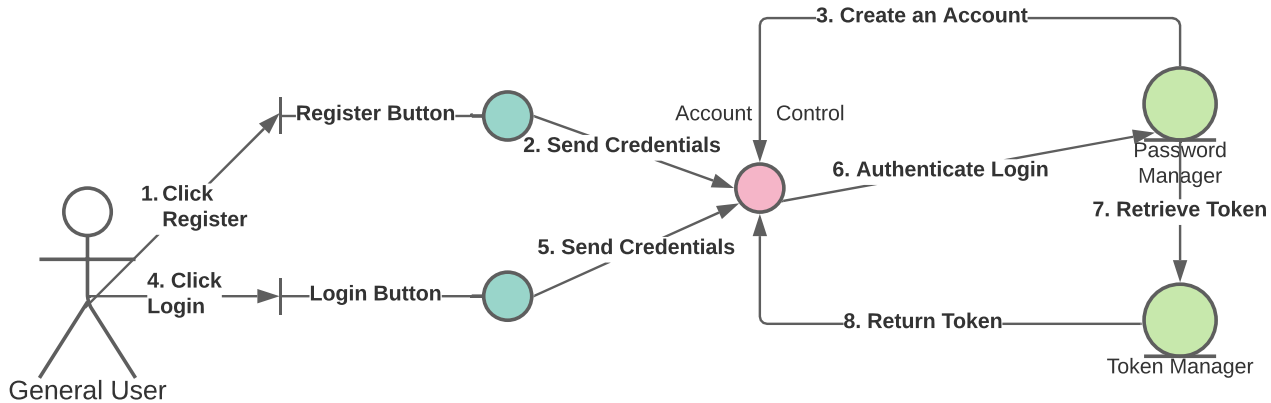 3. Create an Account
Register Button
Account Control
2. Send Credentials
Password
Manager
6. Authenticate Login
1. Click
Register
7. Retrieve Token
5. Send Credentials
4. Click
Login
Login Button
8. Return Token
Token Manager
General User